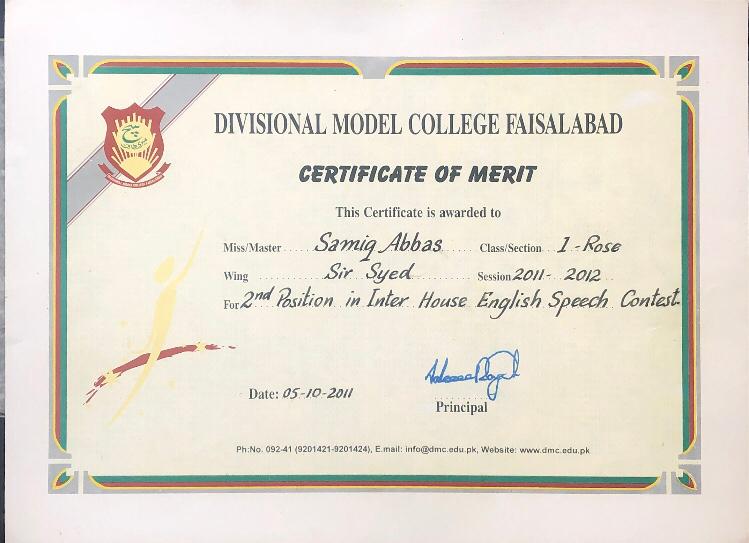 DIVISIONAL MODEL COLLEGE FAISALABAD
CERTIFICATE OF MERIT
This Certificate is awarded to
Miss/Master Samiq Abbas Class/Section 1-Rose
Wing Sir Syed Session 2011- 2012
For 2nd Position in Inter House English Speech Contest.
Date: 05-10-2011
Principal
Ph:No. 092-41 (9201421-9201424), E.mail: info@dmc.edu.pk, Website: www.dmc.edu.pk